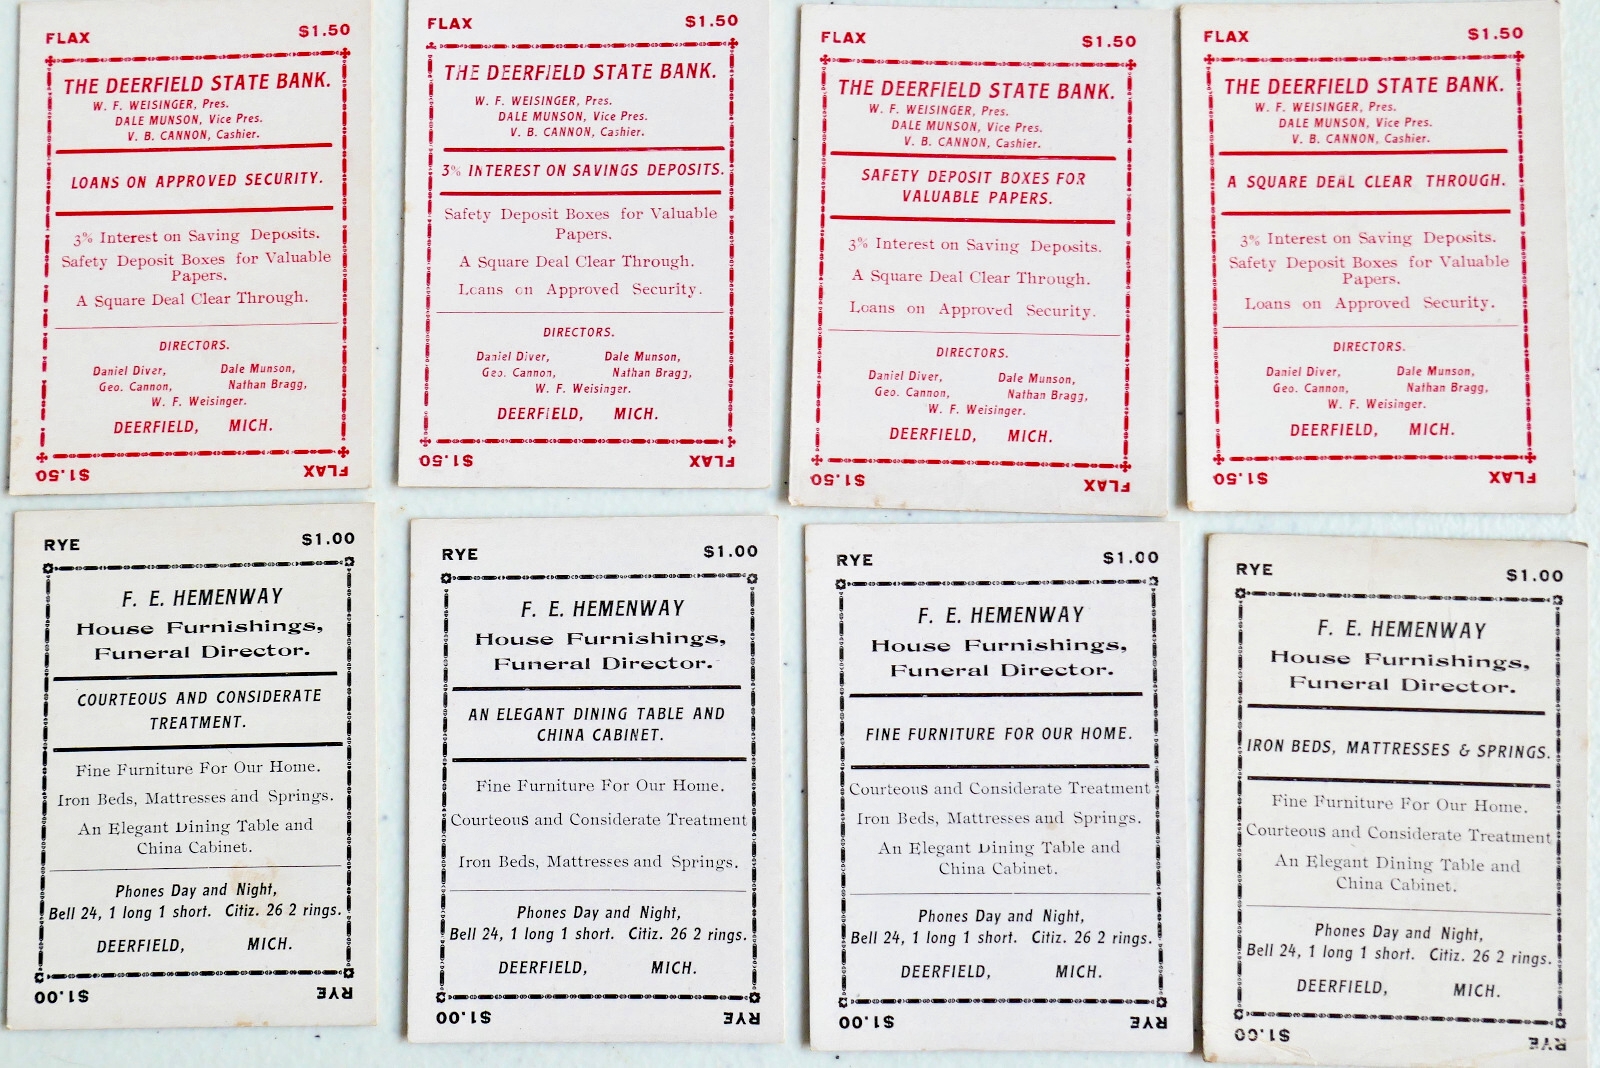 FLAX $1.50
THE DEERFIELD STATE BANK.
W. F. WEISINGER, Pres.
DALE MUNSON, Vice Pres.
V. B. CANNON, Cashier.
LOANS ON APPROVED SECURITY.
3% Interest on Saving Deposits.
Safety Deposit Boxes for Valuable
Papers.
A Square Deal Clear Through.
DIRECTORS.
Daniel Diver, Dale Munson,
Geo. Cannon, Nathan Bragg,
W. F. Weisinger.
DEERFIELD, MICH.
$1.50 FLAX
FLAX $1.50
THE DEERFIELD STATE BANK.
W. F. WEISINGER, Pres.
DALE MUNSON, Vice Pres.
V. B. CANNON, Cashier.
3% INTEREST ON SAVINGS DEPOSITS.
Safety Deposit Boxes for Valuable
Papers.
A Square Deal Clear Through.
Loans on Approved Security.
DIRECTORS.
Daniel Diver, Dale Munson,
Geo. Cannon, Nathan Bragg,
W. F. Weisinger.
DEERFIELD, MICH.
$1.50 FLAX
FLAX $1.50
THE DEERFIELD STATE BANK.
W. F. WEISINGER, Pres.
DALE MUNSON, Vice Pres.
V. B. CANNON, Cashier.
SAFETY DEPOSIT BOXES FOR
VALUABLE PAPERS.
3% Interest on Saving Deposits.
A Square Deal Clear Through.
Loans on Approved Security.
DIRECTORS.
Daniel Diver, Dale Munson,
Geo. Cannon, Nathan Bragg,
W. F. Weisinger.
DEERFIELD, MICH.
$1.50 FLAX
FLAX $1.50
THE DEERFIELD STATE BANK.
W. F. WEISINGER, Pres.
DALE MUNSON, Vice Pres.
V. B. CANNON, Cashier.
A SQUARE DEAL CLEAR THROUGH.
3% Interest on Saving Deposits.
Safety Deposit Boxes for Valuable
Papers.
Loans on Approved Security.
DIRECTORS.
Daniel Diver, Dale Munson,
Geo. Cannon, Nathan Bragg,
W. F. Weisinger.
DEERFIELD, MICH.
$1.50 FLAX
RYE $1.00
F. E. HEMENWAY
House Furnishings,
Funeral Director.
COURTEOUS AND CONSIDERATE
TREATMENT.
Fine Furniture For Our Home.
Iron Beds, Mattresses and Springs.
An Elegant Dining Table and
China Cabinet.
Phones Day and Night,
Bell 24, 1 long 1 short. Citiz. 26 2 rings.
DEERFIELD, MICH.
$1.00 RYE
RYE $1.00
F. E. HEMENWAY
House Furnishings,
Funeral Director.
AN ELEGANT DINING TABLE AND
CHINA CABINET.
Fine Furniture For Our Home.
Courteous and Considerate Treatment
Iron Beds, Mattresses and Springs.
Phones Day and Night,
Bell 24, 1 long 1 short. Citiz. 26 2 rings.
DEERFIELD, MICH.
$1.00 RYE
RYE $1.00
F. E. HEMENWAY
House Furnishings,
Funeral Director.
FINE FURNITURE FOR OUR HOME.
Courteous and Considerate Treatment
Iron Beds, Mattresses and Springs.
An Elegant Dining Table and
China Cabinet.
Phones Day and Night,
Bell 24, 1 long 1 short. Citiz. 26 2 rings.
DEERFIELD, MICH.
$1.00 RYE
RYE $1.00
F. E. HEMENWAY
House Furnishings,
Funeral Director.
IRON BEDS, MATTRESSES & SPRINGS.
Fine Furniture For Our Home.
Courteous and Considerate Treatment
An Elegant Dining Table and
China Cabinet.
Phones Day and Night,
Bell 24, 1 long 1 short. Citiz. 26 2 rings.
DEERFIELD, MICH.
$1.00 RYE